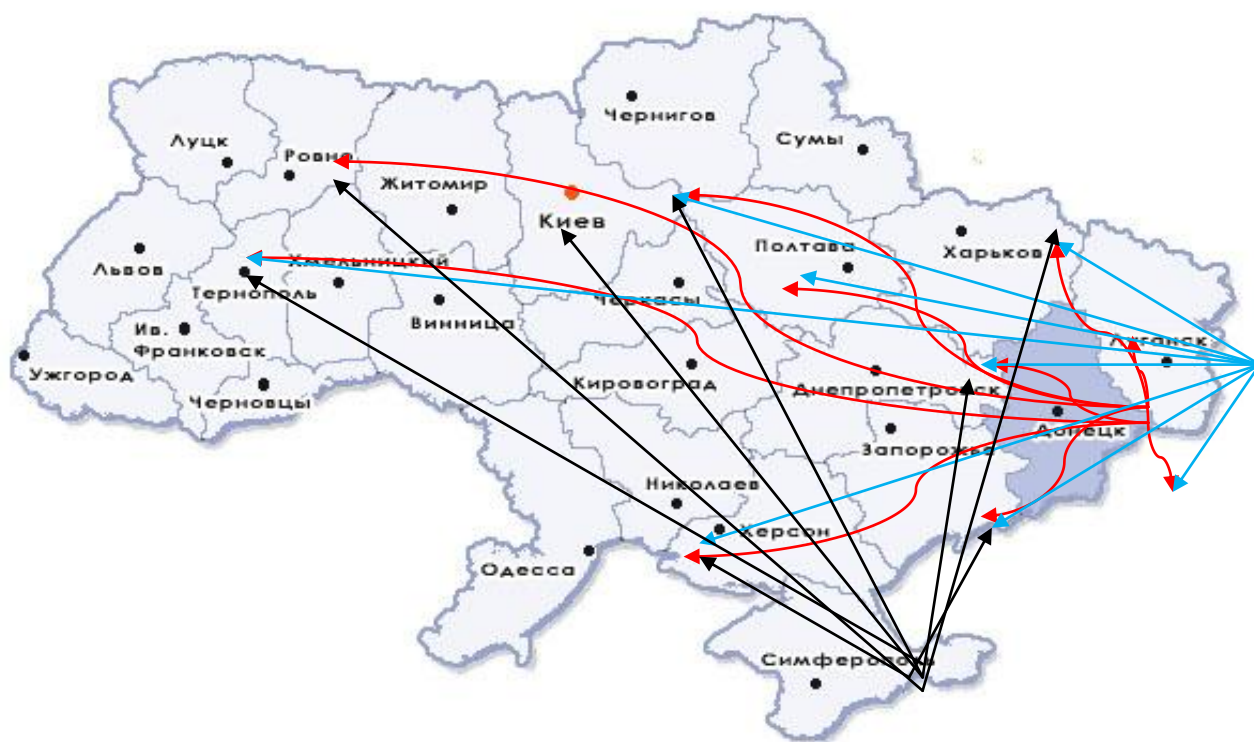 Чернигов
Сумы
Луцк
Ровно
Житомир
Киев
Полтава
Харьков
Львов
Хмельницкий
Тернополь
Черкасы
Винница
Ив.
Франковск
Луганск
Ужгород
Черновцы
Кировоград
Днепропетровск
Донецк
Запорожье
Николаев
Херсон
Одесса
Симферополь